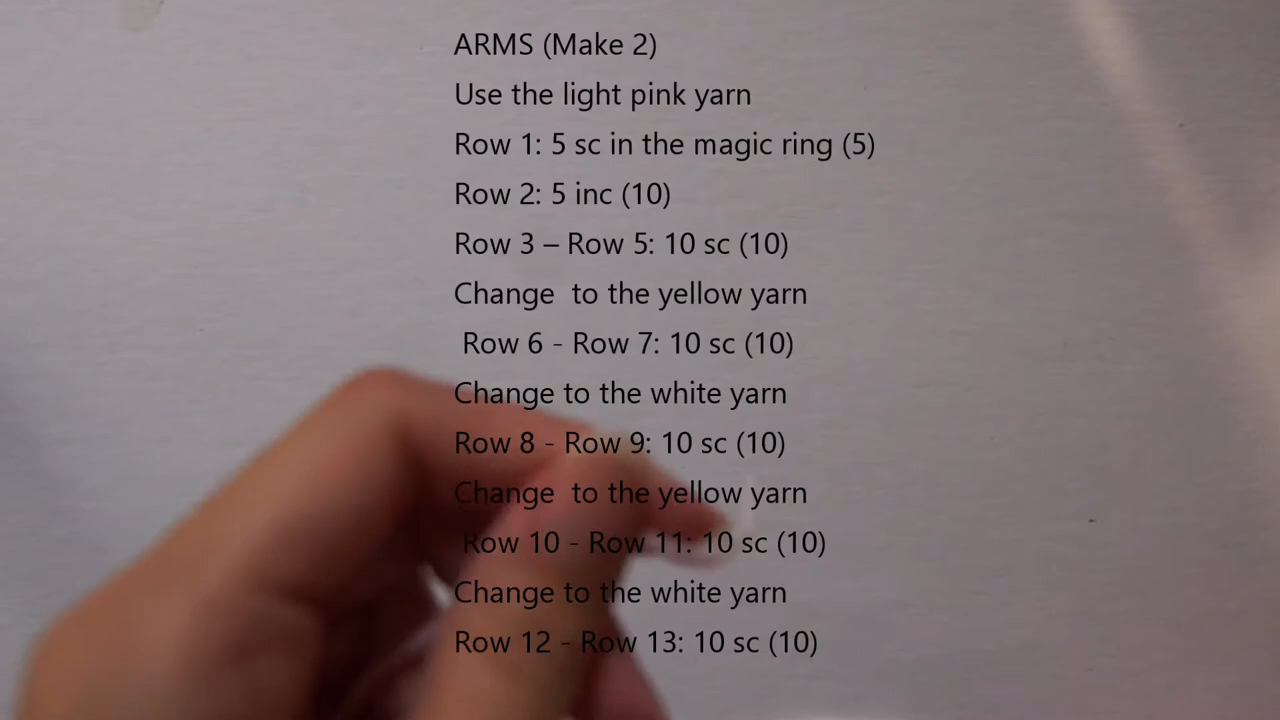 ARMS (Make 2)
Use the light pink yarn
Row 1: 5 sc in the magic ring (5)
Row 2: 5 inc (10)
Row 3 – Row 5: 10 sc (10)
Change  to the yellow yarn
Row 6 - Row 7: 10 sc (10)
Change to the white yarn
Row 8 - Row 9: 10 sc (10)
Change  to the yellow yarn
Row 10 - Row 11: 10 sc (10)
Change to the white yarn
Row 12 - Row 13: 10 sc (10)